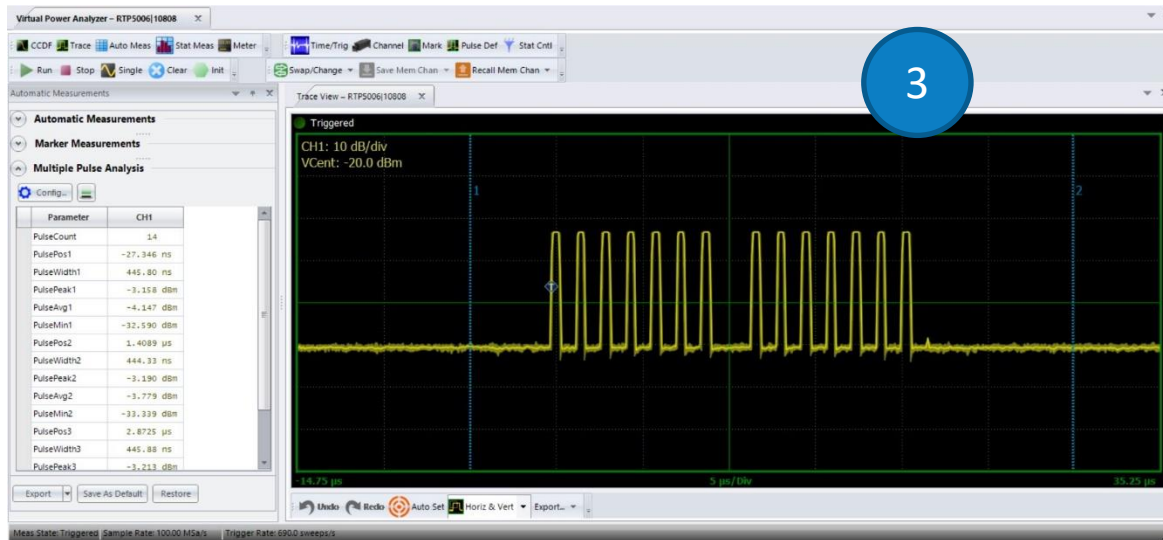 Virtual Power Analyzer – RTP5006|10808 X
CCDF Trace Auto Meas Stat Meas Meter Time/Trig Channel Mark Pulse Def Stat Cntl
Run Stop Single Clear Init Swap/Change Save Mem Chan Recall Mem Chan
3
Automatic Measurements
Trace View – RTP5006|10808 X
Automatic Measurements
Marker Measurements
Multiple Pulse Analysis
Config...
Parameter CH1
PulseCount 14
PulsePos1 -27.346 ns
PulseWidth1 445.80 ns
PulsePeak1 -3.158 dBm
PulseAvg1 -4.147 dBm
PulseMin1 -32.590 dBm
PulsePos2 1.4089 µs
PulseWidth2 444.33 ns
PulsePeak2 -3.190 dBm
PulseAvg2 -3.779 dBm
PulseMin2 -33.339 dBm
PulsePos3 2.8725 µs
PulseWidth3 445.88 ns
PulsePeak3 -3.213 dBm
Export Save As Default Restore
Triggered
CH1: 10 dB/div
VCent: -20.0 dBm
1
2
T
-14.75 µs 5 µs/Div 35.25 µs
Undo Redo Auto Set Horiz & Vert Export...
Meas State: Triggered Sample Rate: 100.00 MSa/s Trigger Rate: 690.0 sweeps/s